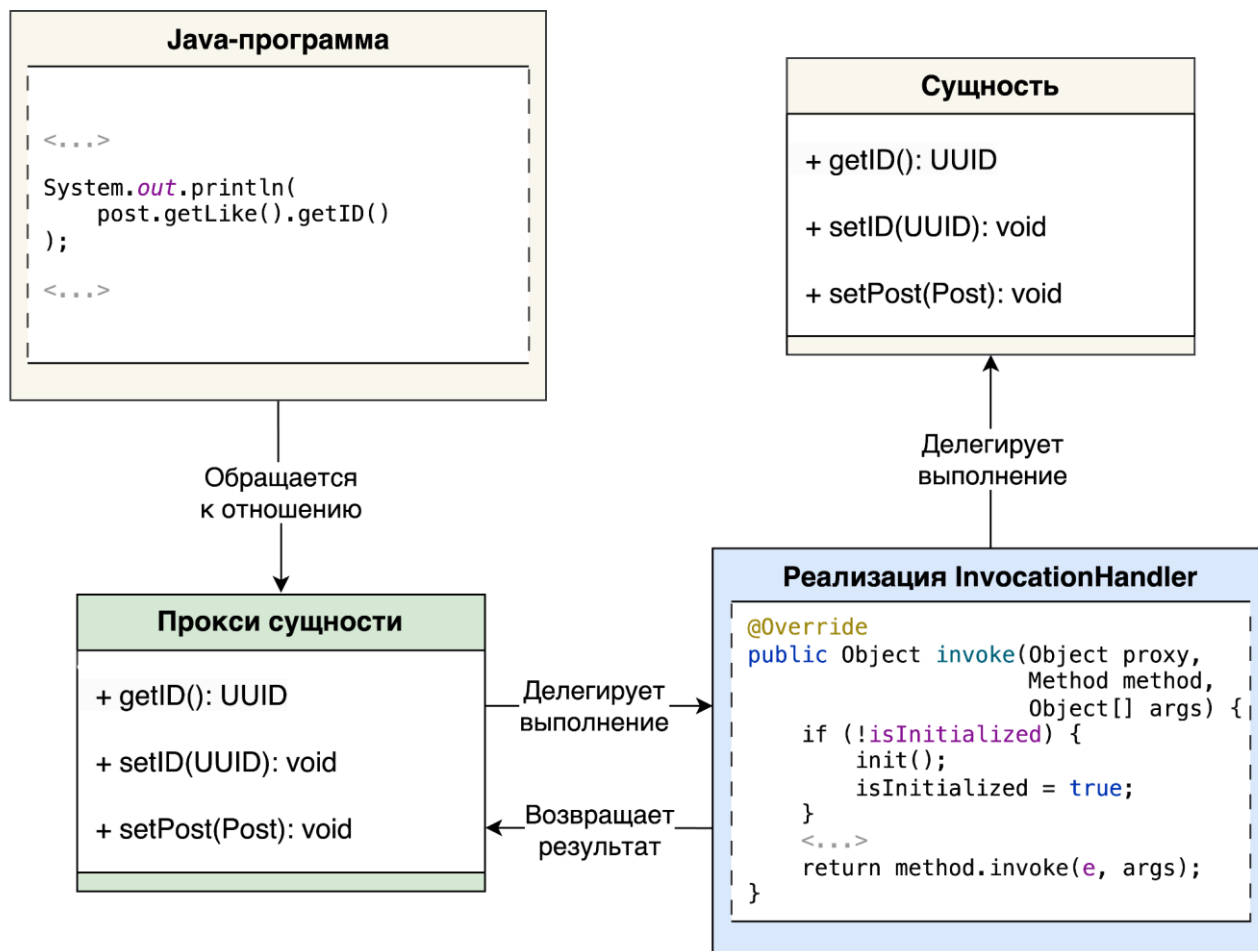 Java-программа
<...>
System.out.println(
post.getLike().getID()
);
<...>
Обращается
к отношению
Прокси сущности
+ getID(): UUID
+ setID(UUID): void
+ setPost(Post): void
Делегирует
выполнение
Возвращает
результат
Сущность
+ getID(): UUID
+ setID(UUID): void
+ setPost(Post): void
Делегирует
выполнение
Реализация InvocationHandler
@Override
public Object invoke(Object proxy,
Method method,
Object[] args) {
if (!isInitialized) {
init();
isInitialized = true;
}
<...>
return method.invoke(e, args);
}